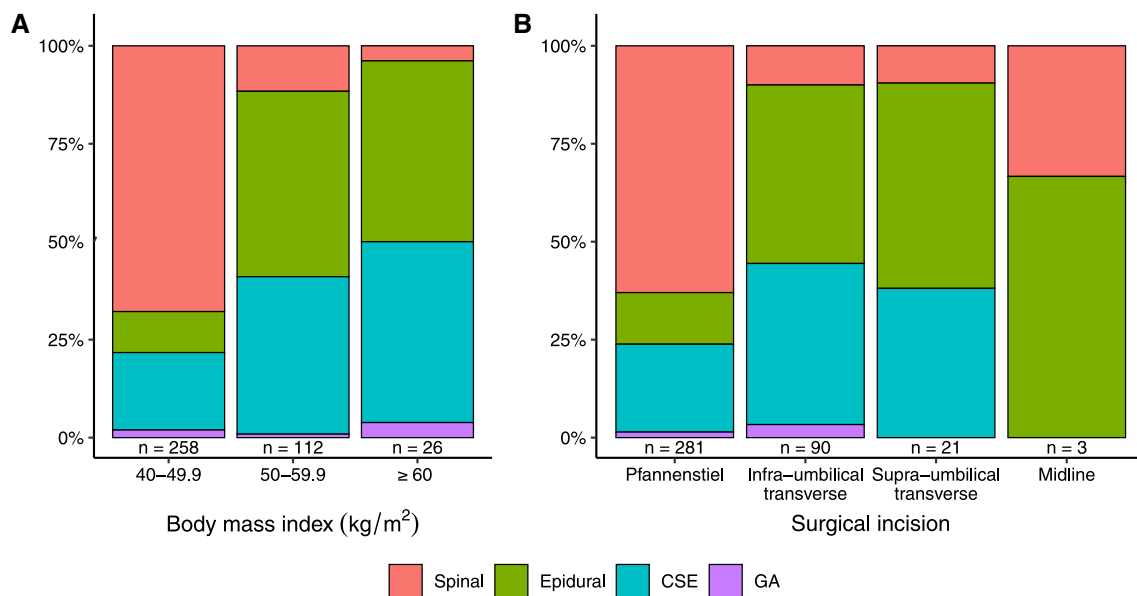 A
100%
75%
50%
25%
0%
n = 258
n = 112
n = 26
40−49.9
50−59.9
≥ 60
Body mass index (kg/m²)
B
100%
75%
50%
25%
0%
n = 281
n = 90
n = 21
n = 3
Pfannenstiel
Infra−umbilical
transverse
Supra−umbilical
transverse
Midline
Surgical incision
Spinal
Epidural
CSE
GA